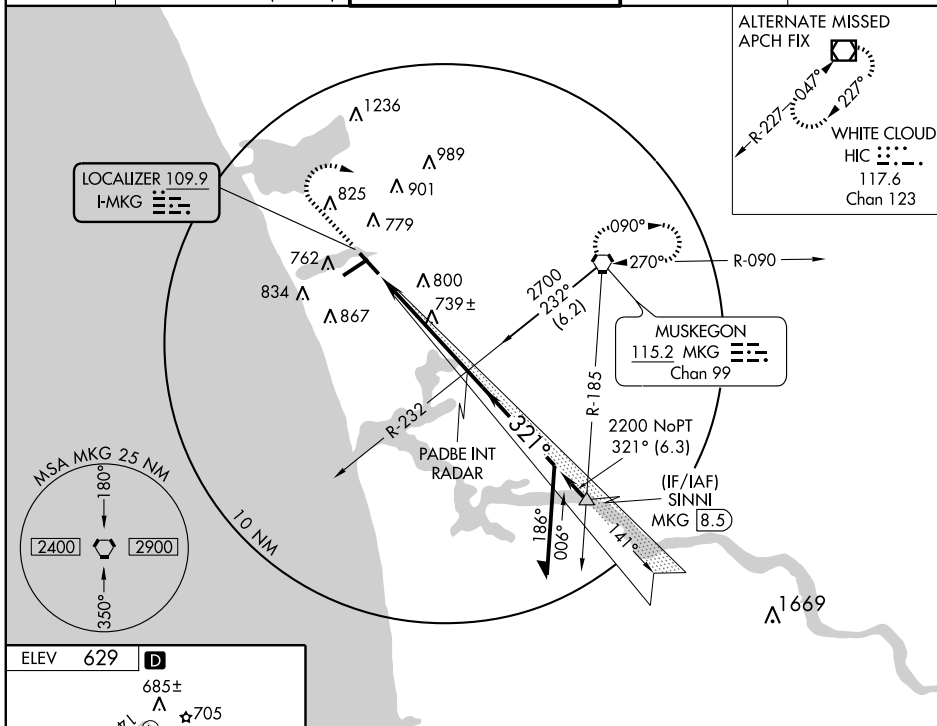 ALTERNATE MISSED
APCH FIX
047°
227°
R-227
WHITE CLOUD
HIC
117.6
Chan 123
1236
989
901
825
779
LOCALIZER 109.9
I-MKG
762
834
867
800
739±
090°
270°
R-090
2700
232°
(6.2)
MUSKEGON
115.2 MKG
Chan 99
R-185
R-232
321°
PADBE INT
RADAR
2200 NoPT
321° (6.3)
(IF/IAF)
SINNI
MKG 8.5
186°
006°
141°
10 NM
MSA MKG 25 NM
180°
2400
2900
350°
1669
ELEV 629 D
685±
705